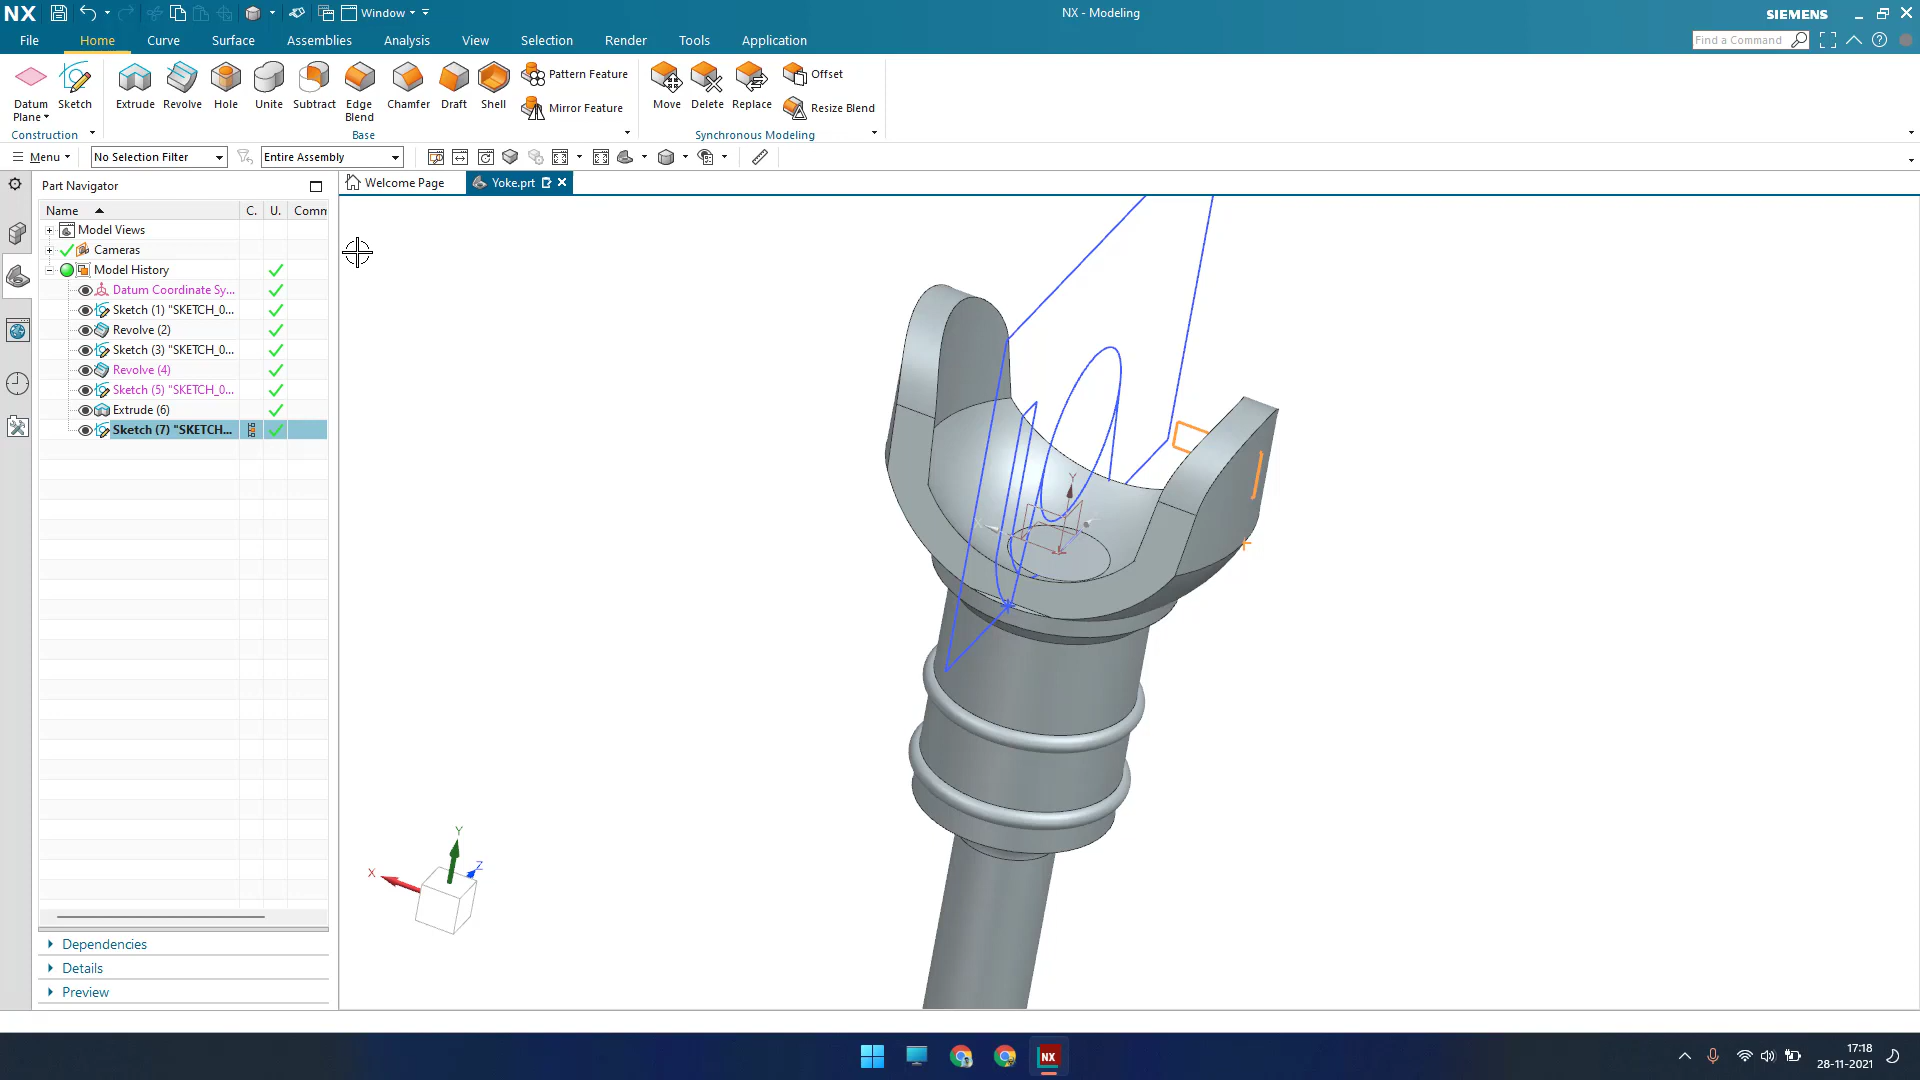 NX
Window
NX - Modeling
SIEMENS
File
Home
Curve
Surface
Assemblies
Analysis
View
Selection
Render
Tools
Application
Find a Command
Datum Plane
Sketch
Extrude
Revolve
Hole
Unite
Subtract
Edge Blend
Chamfer
Draft
Shell
Pattern Feature
Mirror Feature
Move
Delete
Replace
Offset
Resize Blend
Construction
Base
Synchronous Modeling
Menu
No Selection Filter
Entire Assembly
Part Navigator
Welcome Page
Yoke.prt
Name C. U. Comm
Model Views
Cameras
Model History
Datum Coordinate Sy...
Sketch (1) "SKETCH_0...
Revolve (2)
Sketch (3) "SKETCH_0...
Revolve (4)
Sketch (5) "SKETCH_0...
Extrude (6)
Sketch (7) "SKETCH...
Y
Y
Z
X
Dependencies
Details
Preview
NX
17:18
28-11-2021